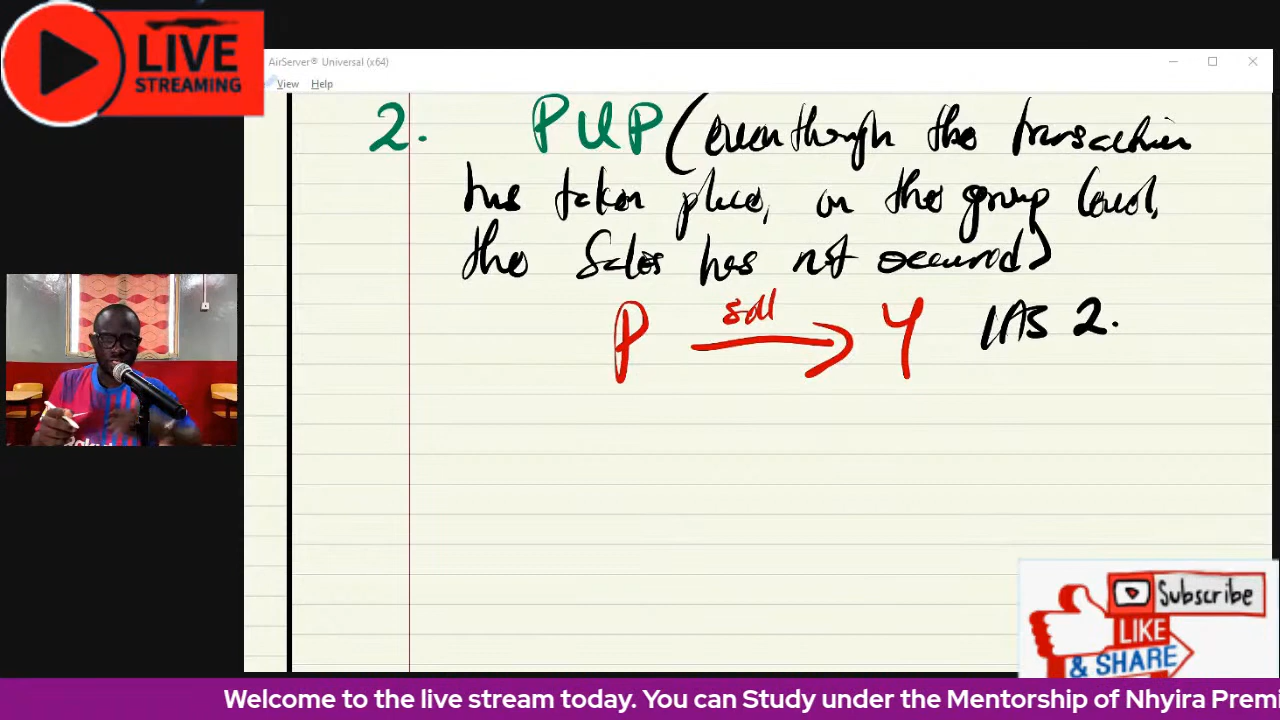 LIVE
STREAMING
AirServer® Universal (x64)
View Help
2. PUP (even though the transaction
has taken place, on the group level,
the Sales has not occured)
P sell Y IAS 2.
Subscribe
LIKE
& SHARE
Welcome to the live stream today. You can Study under the Mentorship of Nhyira Premi